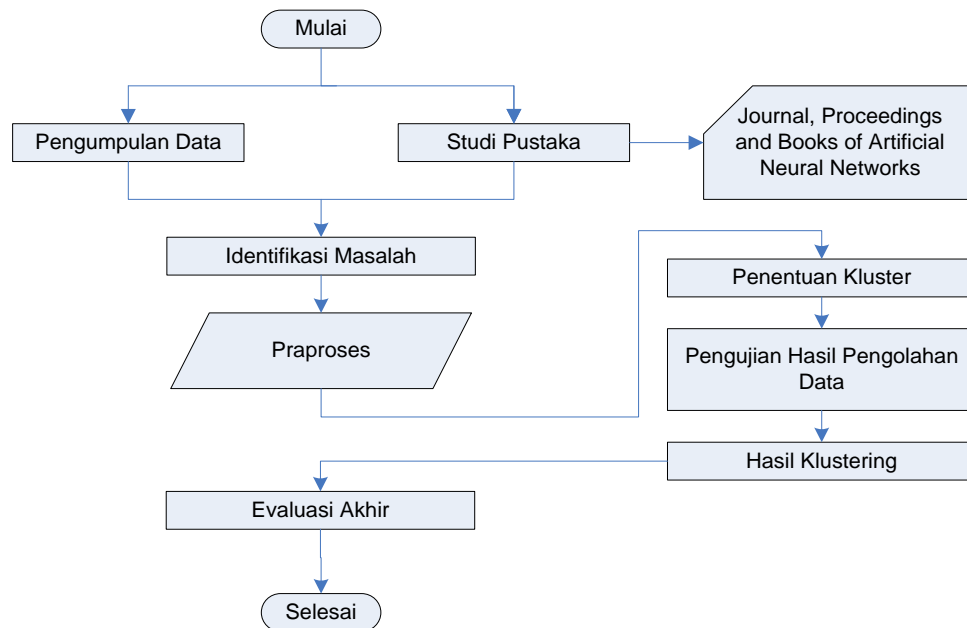 Mulai
Pengumpulan Data
Studi Pustaka
Journal, Proceedings
and Books of Artificial
Neural Networks
Identifikasi Masalah
Praproses
Penentuan Kluster
Pengujian Hasil Pengolahan
Data
Hasil Klustering
Evaluasi Akhir
Selesai